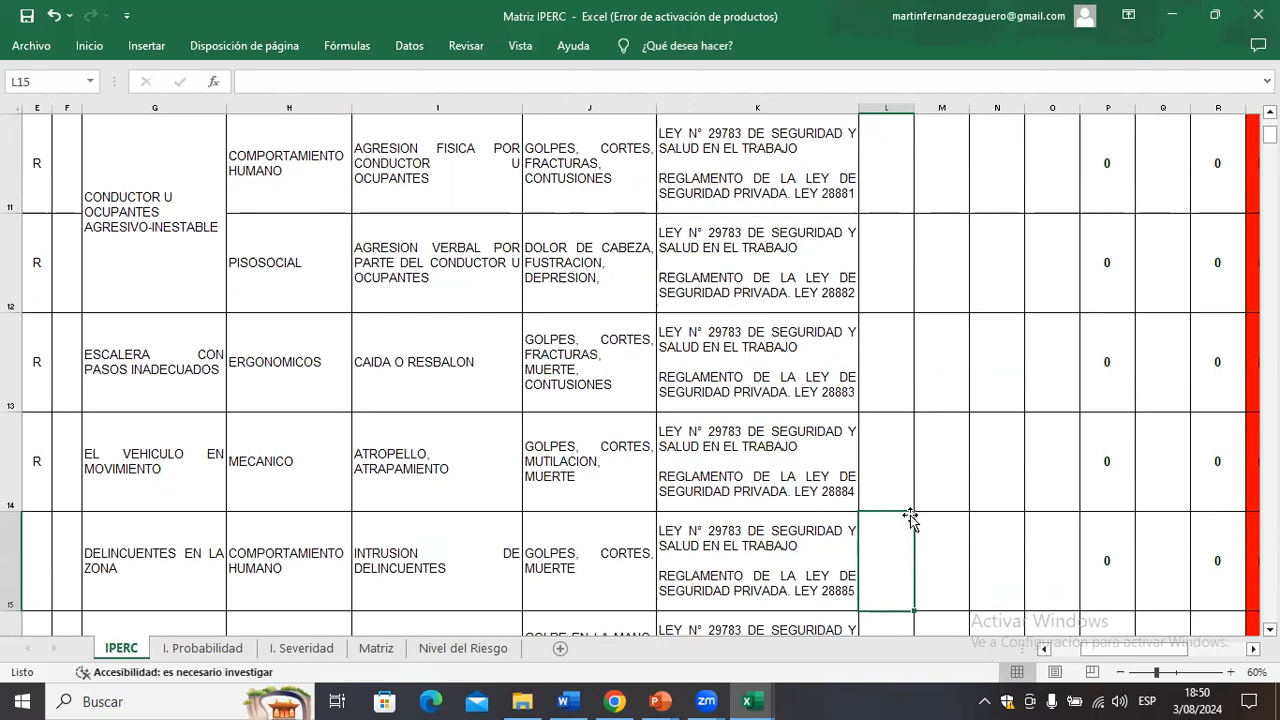 Matriz IPERC - Excel (Error de activación de productos)
martinfernandezaguero@gmail.com
Archivo Inicio Insertar Disposición de página Fórmulas Datos Revisar Vista Ayuda ¿Qué desea hacer?
L15
fx
E F G H I J K L M N O P Q R
R
CONDUCTOR U
OCUPANTES
AGRESIVO-INESTABLE
COMPORTAMIENTO
HUMANO
AGRESION FISICA POR
CONDUCTOR U
OCUPANTES
GOLPES, CORTES,
FRACTURAS,
CONTUSIONES
LEY N° 29783 DE SEGURIDAD Y
SALUD EN EL TRABAJO
REGLAMENTO DE LA LEY DE
SEGURIDAD PRIVADA. LEY 28881
0 0
11
R
PISOSOCIAL
AGRESION VERBAL POR
PARTE DEL CONDUCTOR U
OCUPANTES
DOLOR DE CABEZA,
FUSTRACION,
DEPRESION,
LEY N° 29783 DE SEGURIDAD Y
SALUD EN EL TRABAJO
REGLAMENTO DE LA LEY DE
SEGURIDAD PRIVADA. LEY 28882
0 0
12
R
ESCALERA CON
PASOS INADECUADOS
ERGONOMICOS
CAIDA O RESBALON
GOLPES, CORTES,
FRACTURAS,
MUERTE,
CONTUSIONES
LEY N° 29783 DE SEGURIDAD Y
SALUD EN EL TRABAJO
REGLAMENTO DE LA LEY DE
SEGURIDAD PRIVADA. LEY 28883
0 0
13
R
EL VEHICULO EN
MOVIMIENTO
MECANICO
ATROPELLO,
ATRAPAMIENTO
GOLPES, CORTES,
MUTILACION,
MUERTE
LEY N° 29783 DE SEGURIDAD Y
SALUD EN EL TRABAJO
REGLAMENTO DE LA LEY DE
SEGURIDAD PRIVADA. LEY 28884
0 0
14
DELINCUENTES EN LA
ZONA
COMPORTAMIENTO
HUMANO
INTRUSION DE
DELINCUENTES
GOLPES, CORTES,
MUERTE
LEY N° 29783 DE SEGURIDAD Y
SALUD EN EL TRABAJO
REGLAMENTO DE LA LEY DE
SEGURIDAD PRIVADA. LEY 28885
0 0
15
GOLPE EN LA MANO
LEY N° 29783 DE SEGURIDAD Y
Activar Windows
Ve a Configuración para activar Windows.
IPERC I. Probabilidad I. Severidad Matriz Nivel del Riesgo
Listo Accesibilidad: es necesario investigar 60%
Buscar
ESP
18:50
3/08/2024